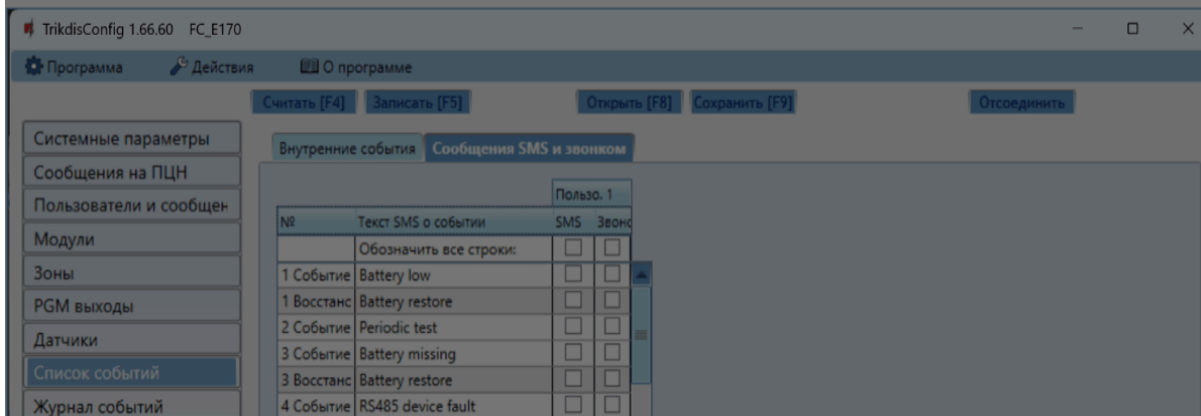 TrikdisConfig 1.66.60 FC_E170
Программа Действия О программе
Считать [F4] Записать [F5] Открыть [F8] Сохранить [F9] Отсоединить
Системные параметры
Сообщения на ПЦН
Пользователи и сообщен
Модули
Зоны
PGM выходы
Датчики
Список событий
Журнал событий
Внутренние события Сообщения SMS и звонком
Пользо. 1
№ Текст SMS о событии SMS Звоно
Обозначить все строки:
1 Событие Battery low
1 Восстанс Battery restore
2 Событие Periodic test
3 Событие Battery missing
3 Восстанс Battery restore
4 Событие RS485 device fault